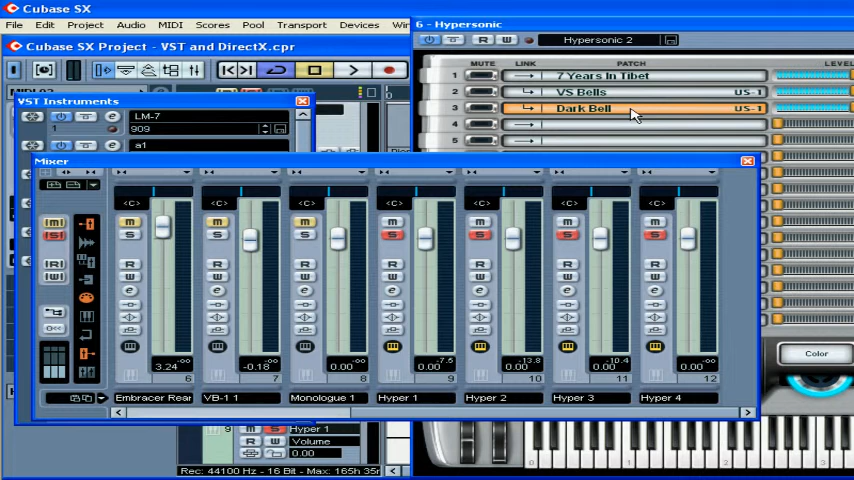 Cubase SX
File Edit Project Audio MIDI Scores Pool Transport Devices
6 - Hypersonic
Cubase SX Project - VST and DirectX.cpr
R W Hypersonic 2
MUTE LINK PATCH LEVEL
1 7 Years In Tibet
2 VS Bells US-1
3 Dark Bell US-1
4
5
VST Instruments
LM-7
1 909
a1
Mixer
<C> <C> <C> <C> <C> <C> <C>
M M M M M M M
S S S S S S S
R R R R R R R
W W W W W W W
e e e e e e e
3.24 -∞ -0.18 -∞ 0.00 -∞ 0.00 -7.5 0.00 -13.8 0.00 -10.4 0.00 -∞
6 7 8 9 10 11 12
Embracer Rear VB-1 1 Monologue 1 Hyper 1 Hyper 2 Hyper 3 Hyper 4
Color
9 M S Hyper 1
R W Volume
0.00
Rec: 44100 Hz - 16 Bit - Max: 165h 35r